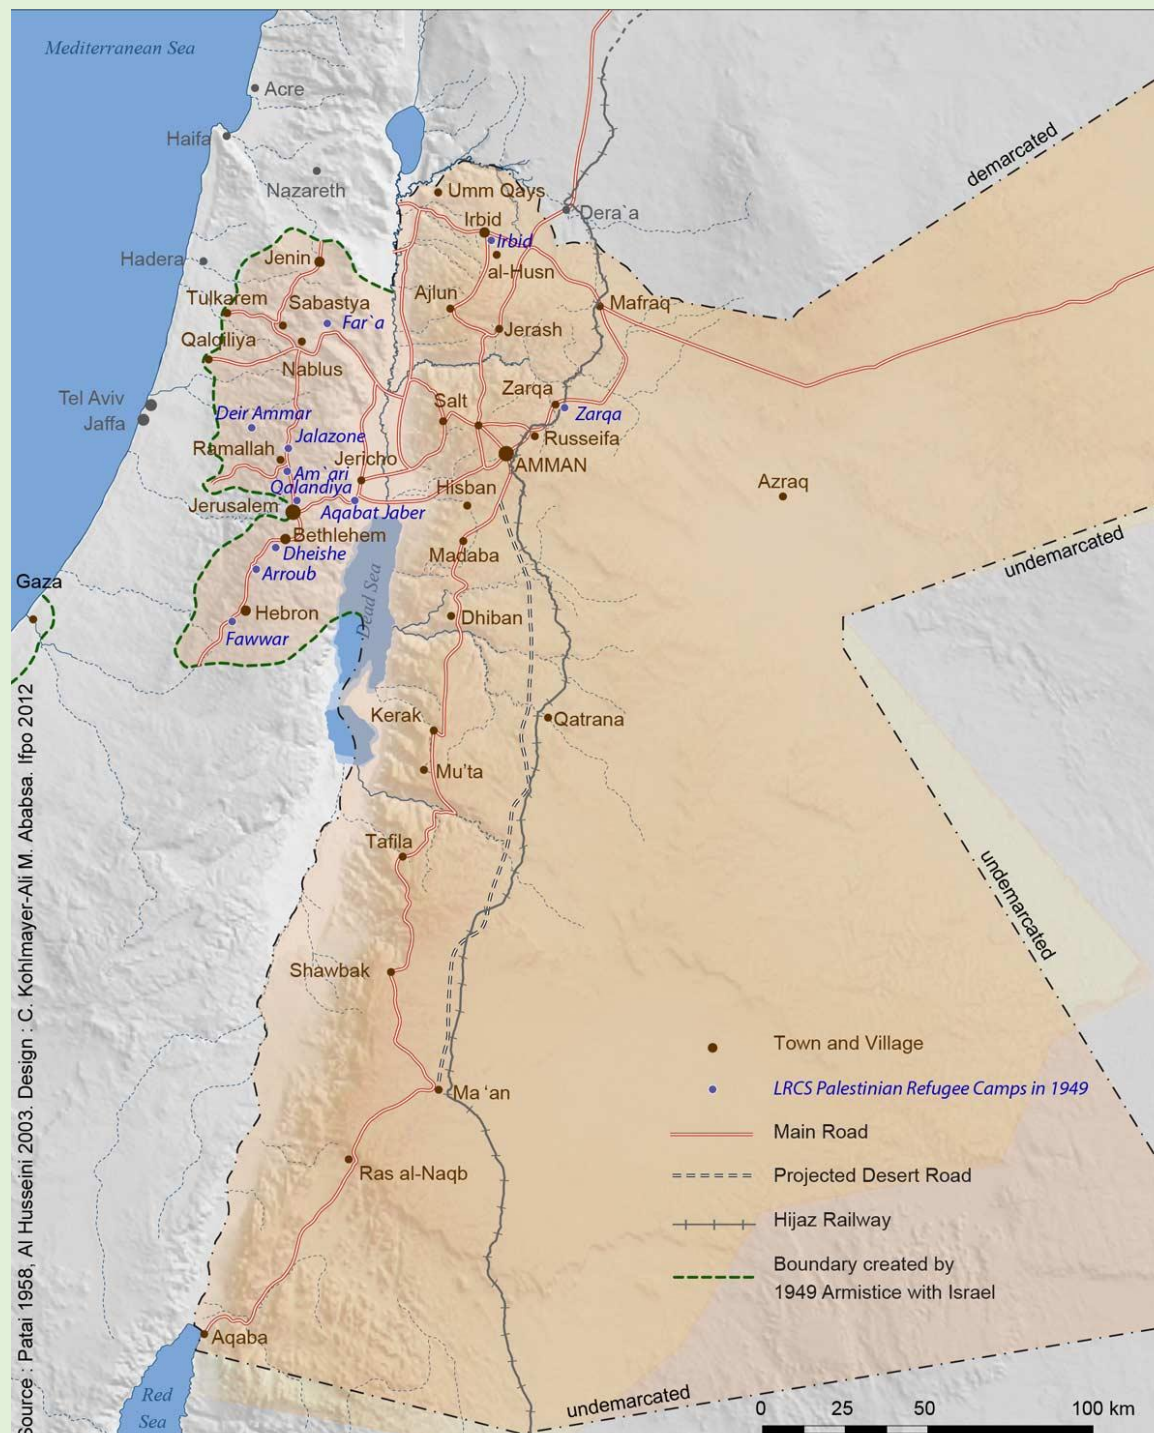 Mediterranean Sea
Acre
Haifa
Nazareth
demarcated
Umm Qays
Dera`a
Irbid
Irbid
Hadera
Jenin
al-Husn
Tulkarem
Sabastya
Ajlun
Mafraq
Far`a
Jerash
Qalqiliya
Nablus
Tel Aviv
Jaffa
Zarqa
Salt
Zarqa
Deir Ammar
Jalazone
Russeifa
Ramallah
Jericho
AMMAN
Am`ari
Qalandiya
Hisban
Azraq
Jerusalem
Aqabat Jaber
Bethlehem
Dheishe
Madaba
undemarcated
Arroub
Gaza
Dead Sea
Hebron
Dhiban
Fawwar
Kerak
Qatrana
Mu'ta
Tafila
undemarcated
Shawbak
Town and Village
LRCS Palestinian Refugee Camps in 1949
Ma 'an
Main Road
Ras al-Naqb
Projected Desert Road
Hijaz Railway
Boundary created by
1949 Armistice with Israel
Aqaba
Red
Sea
undemarcated
0 25 50 100 km
Source : Patai 1958, Al Husseini 2003. Design : C. Kohlmayer-Ali M. Ababsa. Ifpo 2012